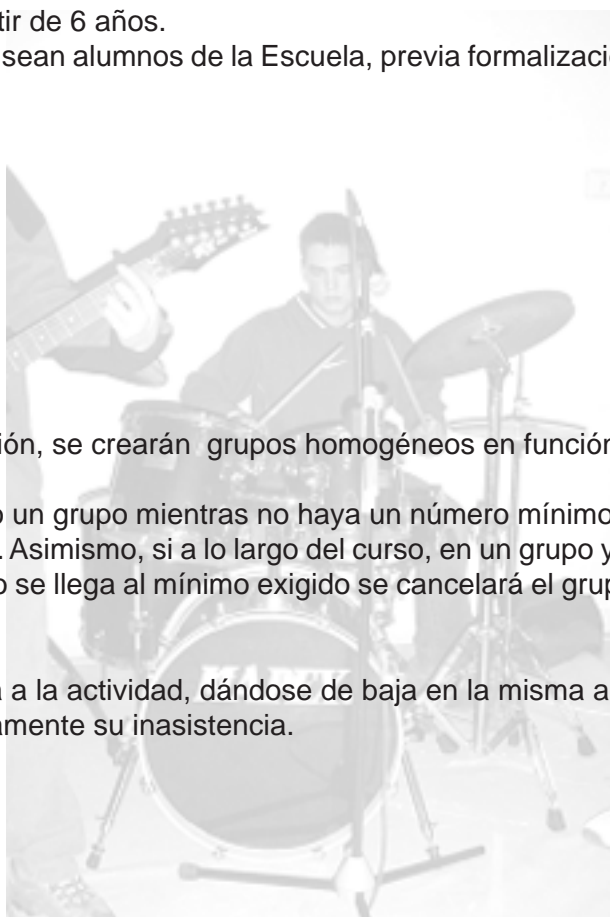 tir de 6 años.
sean alumnos de la Escuela, previa formalizaci
ión, se crearán grupos homogéneos en función
o un grupo mientras no haya un número mínimo
. Asimismo, si a lo largo del curso, en un grupo y
o se llega al mínimo exigido se cancelará el grup
a a la actividad, dándose de baja en la misma a
amente su inasistencia.